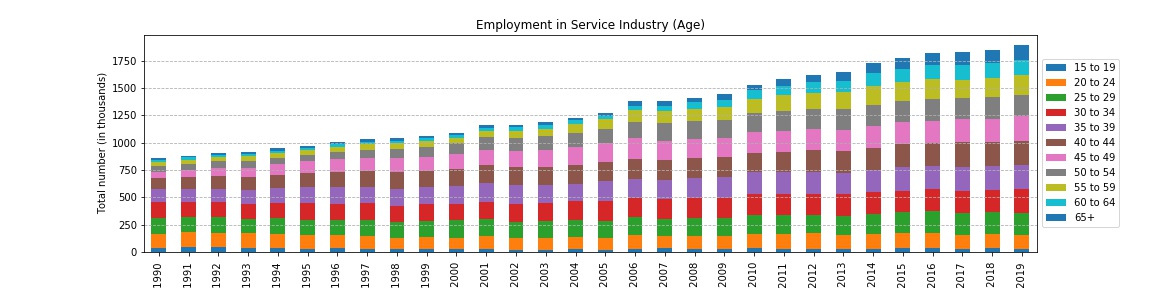 Employment in Service Industry (Age)
Total number (in thousands)
1750
1500
1250
1000
750
500
250
0
1990 1991 1992 1993 1994 1995 1996 1997 1998 1999 2000 2001 2002 2003 2004 2005 2006 2007 2008 2009 2010 2011 2012 2013 2014 2015 2016 2017 2018 2019
15 to 19
20 to 24
25 to 29
30 to 34
35 to 39
40 to 44
45 to 49
50 to 54
55 to 59
60 to 64
65+